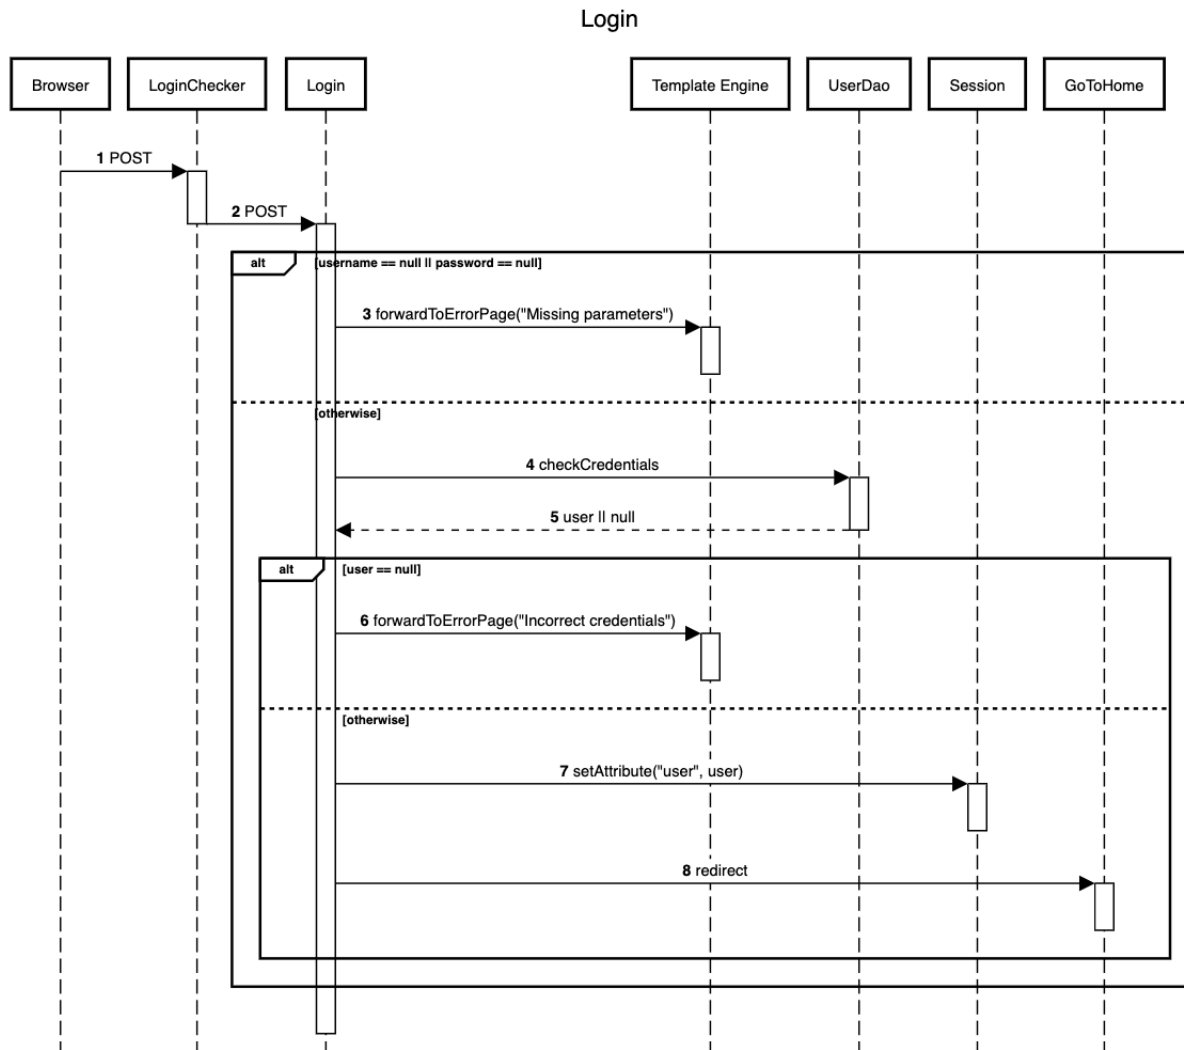 Login
Browser
LoginChecker
Login
Template Engine
UserDao
Session
GoToHome
1 POST
2 POST
alt
[username == null || password == null]
3 forwardToErrorPage("Missing parameters")
[otherwise]
4 checkCredentials
5 user || null
alt
[user == null]
6 forwardToErrorPage("Incorrect credentials")
[otherwise]
7 setAttribute("user", user)
8 redirect